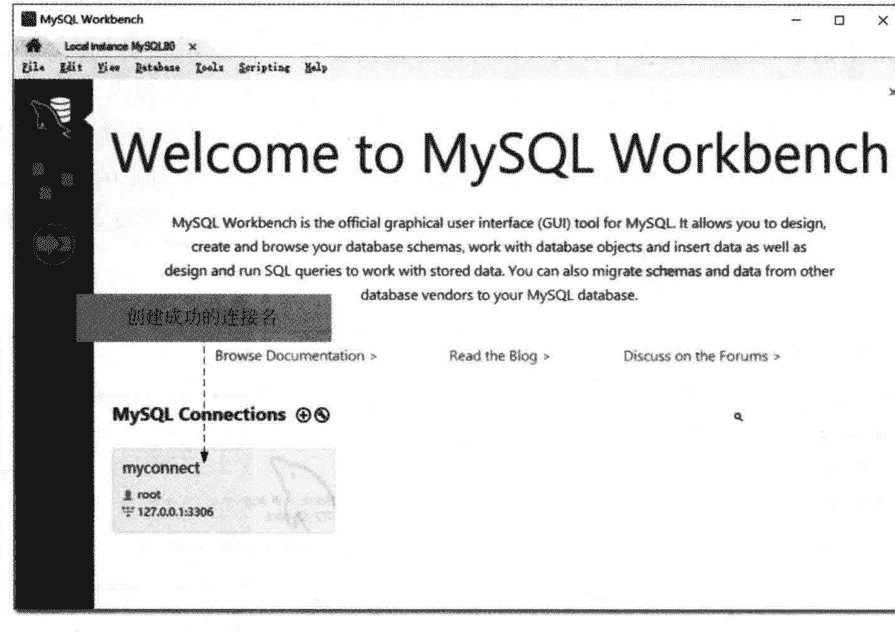 MySQL Workbench
Local instance MySQL80
File Edit View Database Tools Scripting Help
Welcome to MySQL Workbench
MySQL Workbench is the official graphical user interface (GUI) tool for MySQL. It allows you to design,
create and browse your database schemas, work with database objects and insert data as well as
design and run SQL queries to work with stored data. You can also migrate schemas and data from other
database vendors to your MySQL database.
创建成功的连接名
Browse Documentation > Read the Blog > Discuss on the Forums >
MySQL Connections
myconnect
root
127.0.0.1:3306